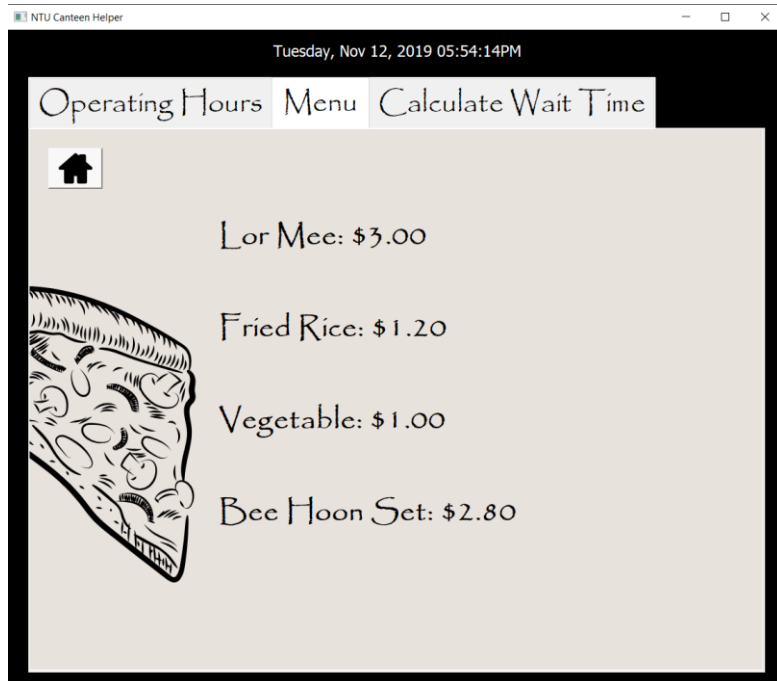 NTU Canteen Helper
Tuesday, Nov 12, 2019 05:54:14PM
Operating Hours Menu Calculate Wait Time
Lor Mee: $3.00
Fried Rice: $1.20
Vegetable: $1.00
Bee Hoon Set: $2.80